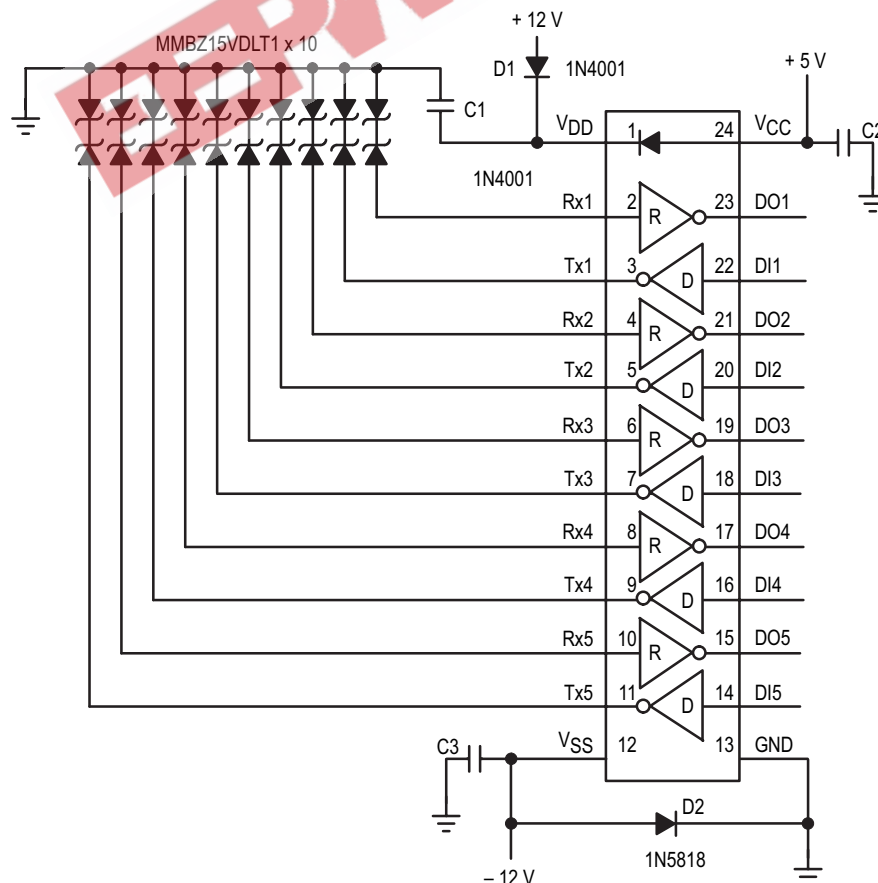 EEPW
+ 12 V
MMBZ15VDLT1 x 10
D1
1N4001
+ 5 V
C1
VDD
1
24
VCC
C2
1N4001
Rx1
2
R
23
DO1
Tx1
3
D
22
DI1
Rx2
4
R
21
DO2
Tx2
5
D
20
DI2
Rx3
6
R
19
DO3
Tx3
7
D
18
DI3
Rx4
8
R
17
DO4
Tx4
9
D
16
DI4
Rx5
10
R
15
DO5
Tx5
11
D
14
DI5
C3
VSS
12
13
GND
D2
1N5818
– 12 V